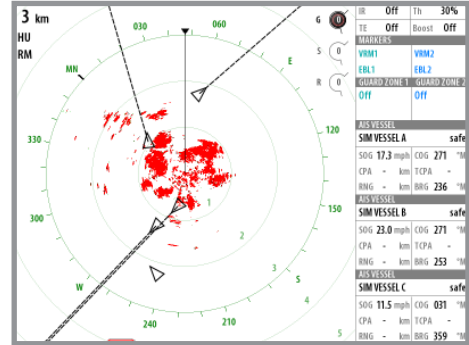 3 km
HU
RM
MN
030
060
E
120
150
S
210
240
W
300
330
1
2
3
4
5
G 0
S 0
R 0
IR Off Th 30%
TE Off Boost Off
MARKERS
VRM1 VRM2
EBL1 EBL2
GUARD ZONE 1 GUARD ZONE 2
Off Off
AIS VESSEL
SIM VESSEL A safe
SOG 17.3 mph COG 271 °M
CPA - km TCPA -
RNG - km BRG 236 °M
AIS VESSEL
SIM VESSEL B safe
SOG 23.0 mph COG 271 °M
CPA - km TCPA -
RNG - km BRG 253 °M
AIS VESSEL
SIM VESSEL C safe
SOG 11.5 mph COG 031 °M
CPA - km TCPA -
RNG - km BRG 359 °M